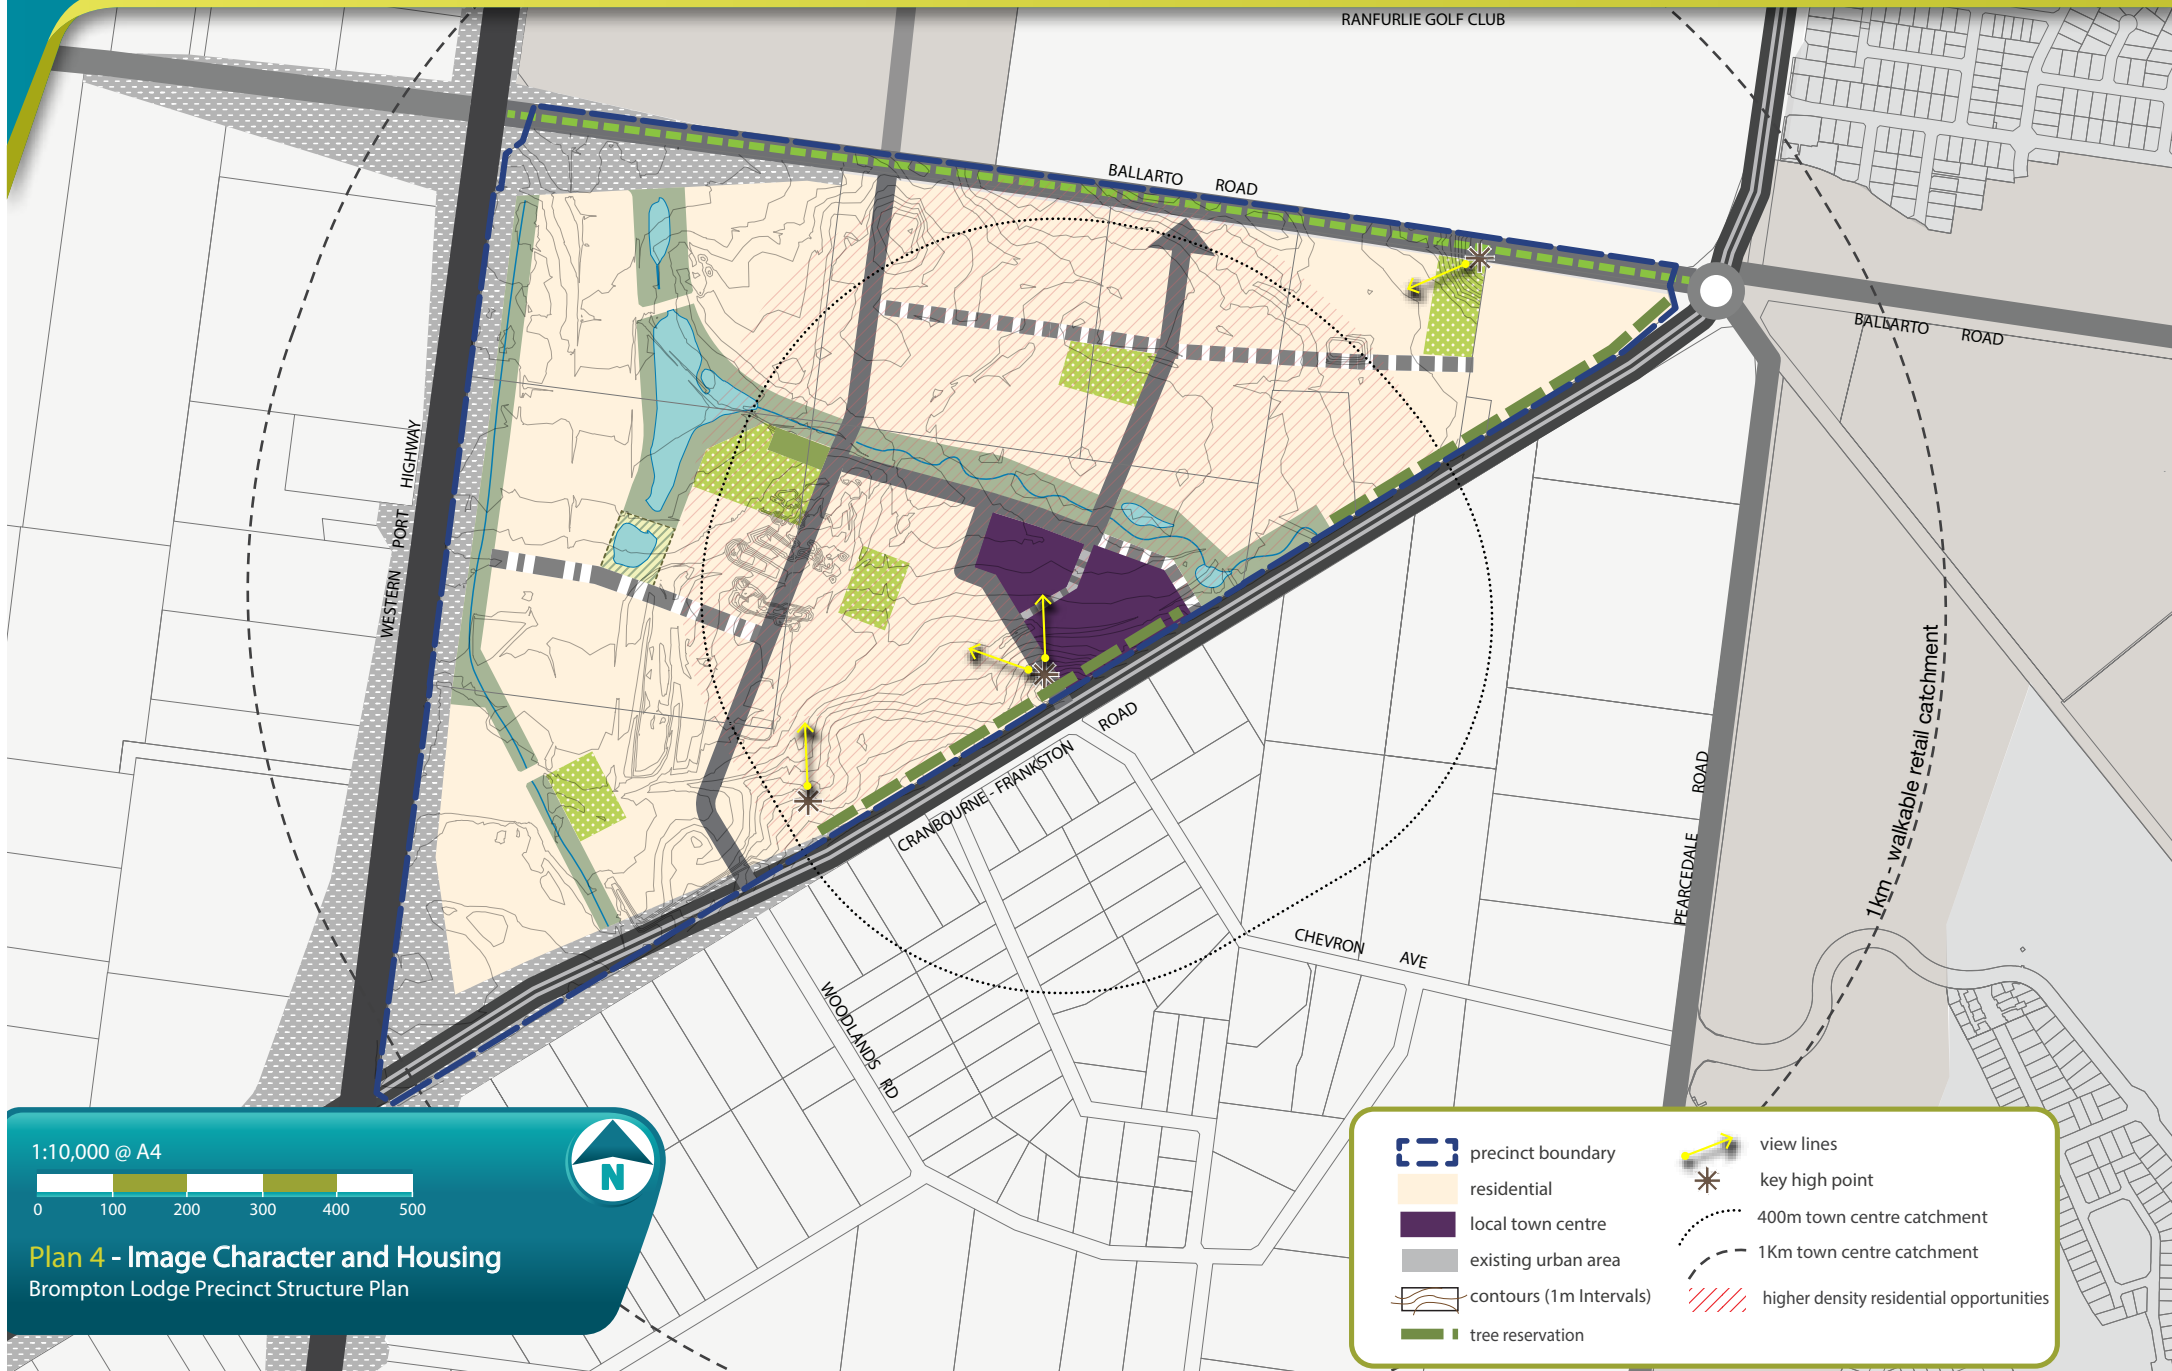 RANFURLIE GOLF CLUB
BALLARTO ROAD
BALLARTO ROAD
WESTERN PORT HIGHWAY
1km - walkable retail catchment
CRANBOURNE - FRANKSTON ROAD
PEARCEDALE ROAD
CHEVRON AVE
WOODLANDS RD
1:10,000 @ A4
0 100 200 300 400 500
N
Plan 4 - Image Character and Housing
Brompton Lodge Precinct Structure Plan
precinct boundary
residential
local town centre
existing urban area
contours (1m Intervals)
tree reservation
view lines
key high point
400m town centre catchment
1Km town centre catchment
higher density residential opportunities